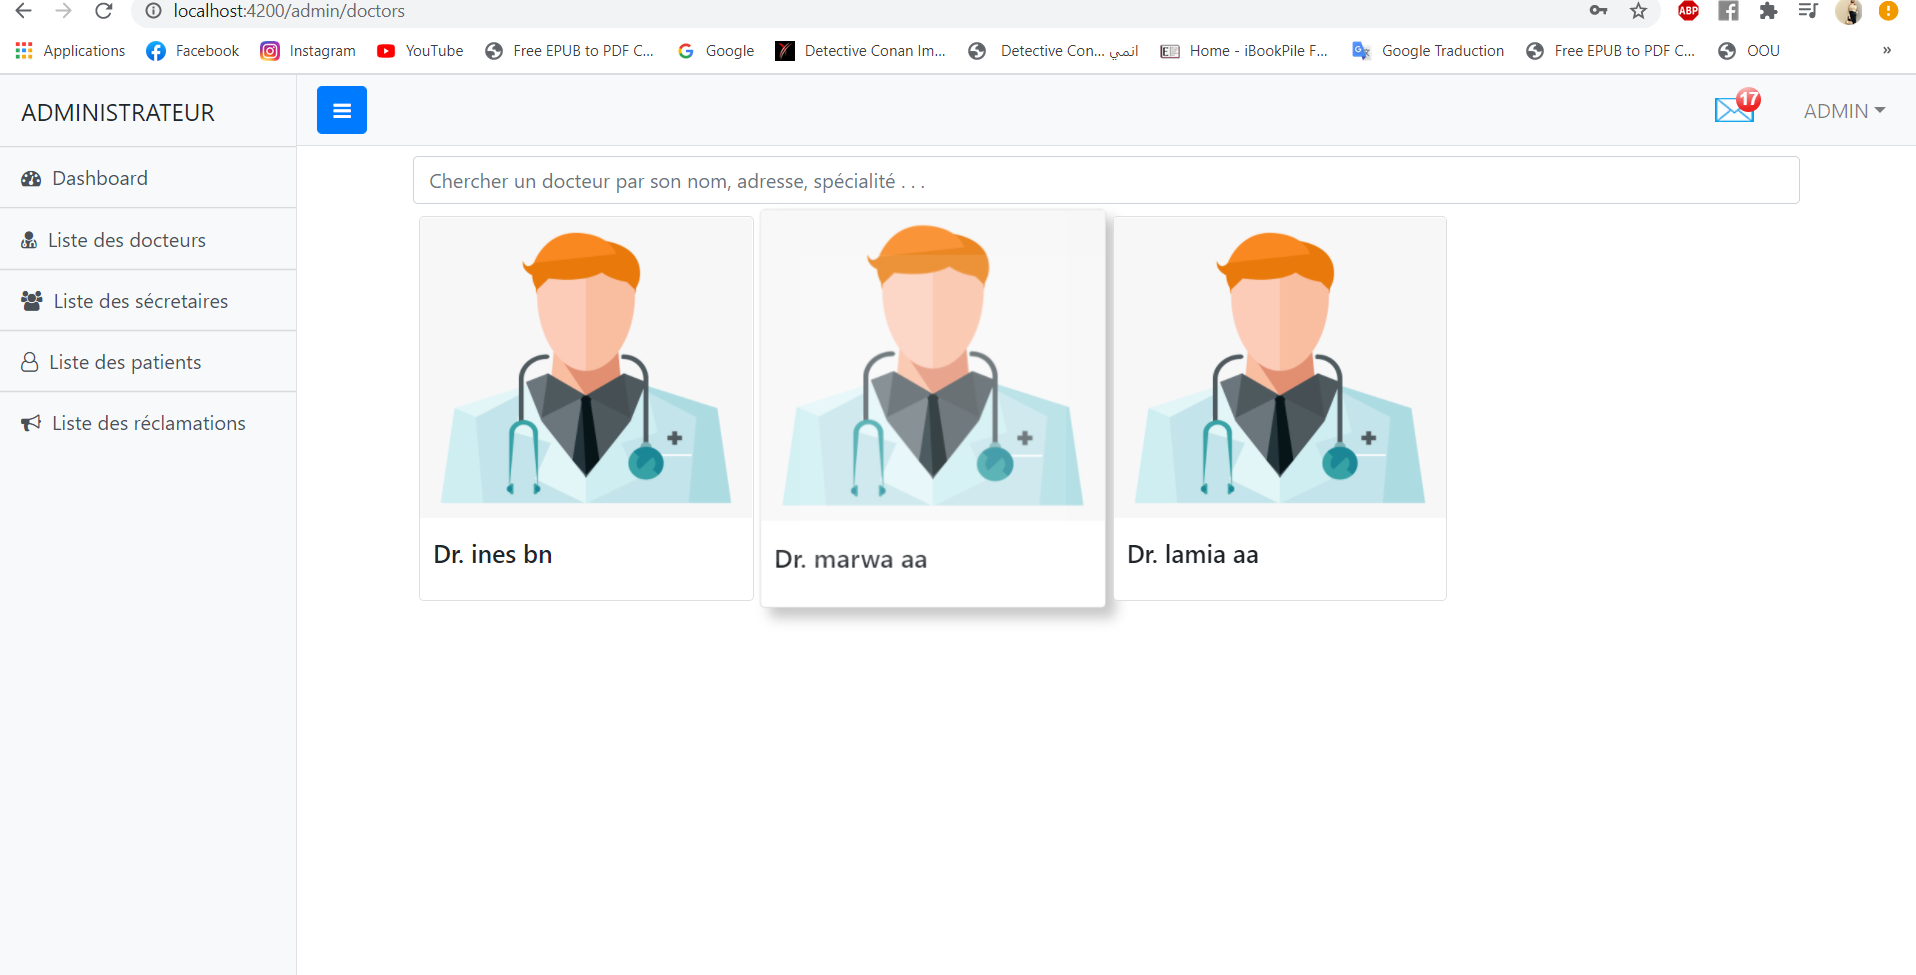 localhost:4200/admin/doctors
ABP
Applications
Facebook
Instagram
YouTube
Free EPUB to PDF C...
Google
Detective Conan Im...
Detective Con... انمي
Home - iBookPile F...
Google Traduction
Free EPUB to PDF C...
OOU
»
ADMINISTRATEUR
17
ADMIN
Dashboard
Liste des docteurs
Liste des sécretaires
Liste des patients
Liste des réclamations
Chercher un docteur par son nom, adresse, spécialité . . .
Dr. ines bn
Dr. marwa aa
Dr. lamia aa